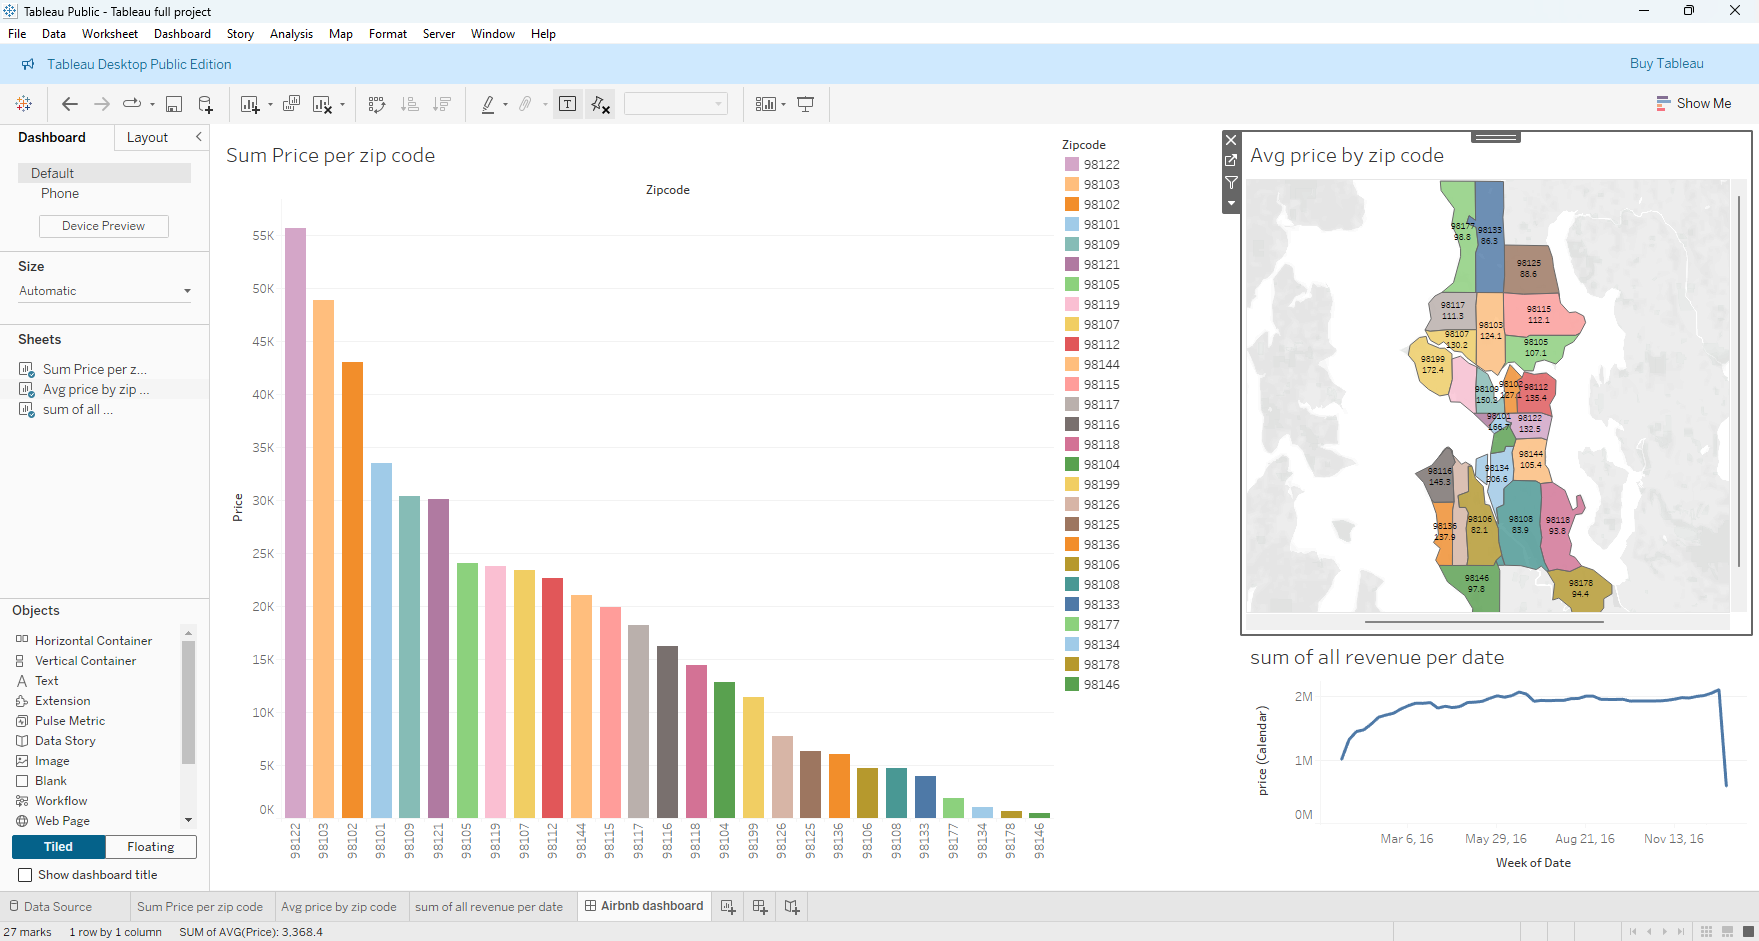 Tableau Public - Tableau full project
File Data Worksheet Dashboard Story Analysis Map Format Server Window Help
Tableau Desktop Public Edition
Buy Tableau
Show Me
Dashboard Layout
Default
Phone
Device Preview
Size
Automatic
Sheets
Sum Price per z...
Avg price by zip ...
sum of all ...
Objects
Horizontal Container
Vertical Container
Text
Extension
Pulse Metric
Data Story
Image
Blank
Workflow
Web Page
Tiled Floating
Show dashboard title
Sum Price per zip code
Zipcode
Price
55K
50K
45K
40K
35K
30K
25K
20K
15K
10K
5K
0K
98122 98103 98102 98101 98109 98121 98105 98119 98107 98112 98144 98115 98117 98116 98118 98104 98199 98126 98125 98136 98106 98108 98133 98177 98134 98178 98146
Zipcode
98122
98103
98102
98101
98109
98121
98105
98119
98107
98112
98144
98115
98117
98116
98118
98104
98199
98126
98125
98136
98106
98108
98133
98177
98134
98178
98146
Avg price by zip code
98177
98.8
98133
86.3
98125
88.6
98117
111.3
98103
124.1
98115
112.1
98107
130.2
98105
107.1
98199
172.4
98109
150.2
98102
127.1
98112
135.4
98101
166.7
98122
132.5
98144
105.4
98116
145.3
98134
206.6
98136
137.9
98106
82.1
98108
83.9
98118
93.8
98146
97.8
98178
94.4
sum of all revenue per date
price (Calendar)
2M
1M
0M
Mar 6, 16 May 29, 16 Aug 21, 16 Nov 13, 16
Week of Date
Data Source Sum Price per zip code Avg price by zip code sum of all revenue per date Airbnb dashboard
27 marks 1 row by 1 column SUM of AVG(Price): 3,368.4